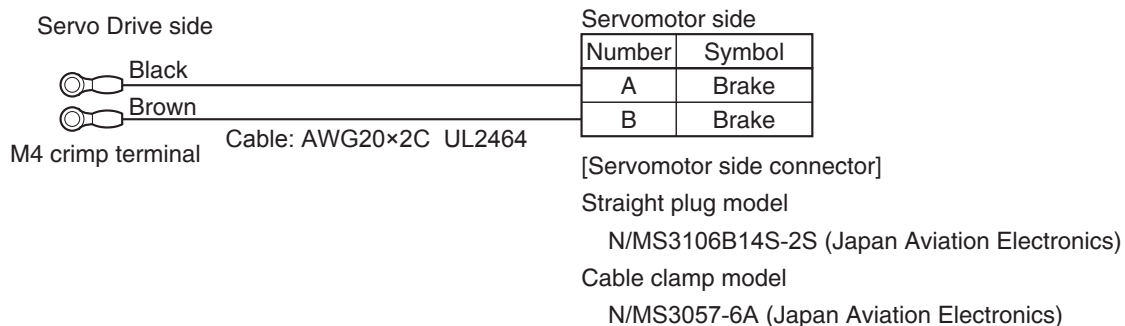 Servo Drive side
Servomotor side
Number Symbol
Black
A Brake
Brown
B Brake
Cable: AWG20×2C UL2464
M4 crimp terminal
[Servomotor side connector]
Straight plug model
N/MS3106B14S-2S (Japan Aviation Electronics)
Cable clamp model
N/MS3057-6A (Japan Aviation Electronics)